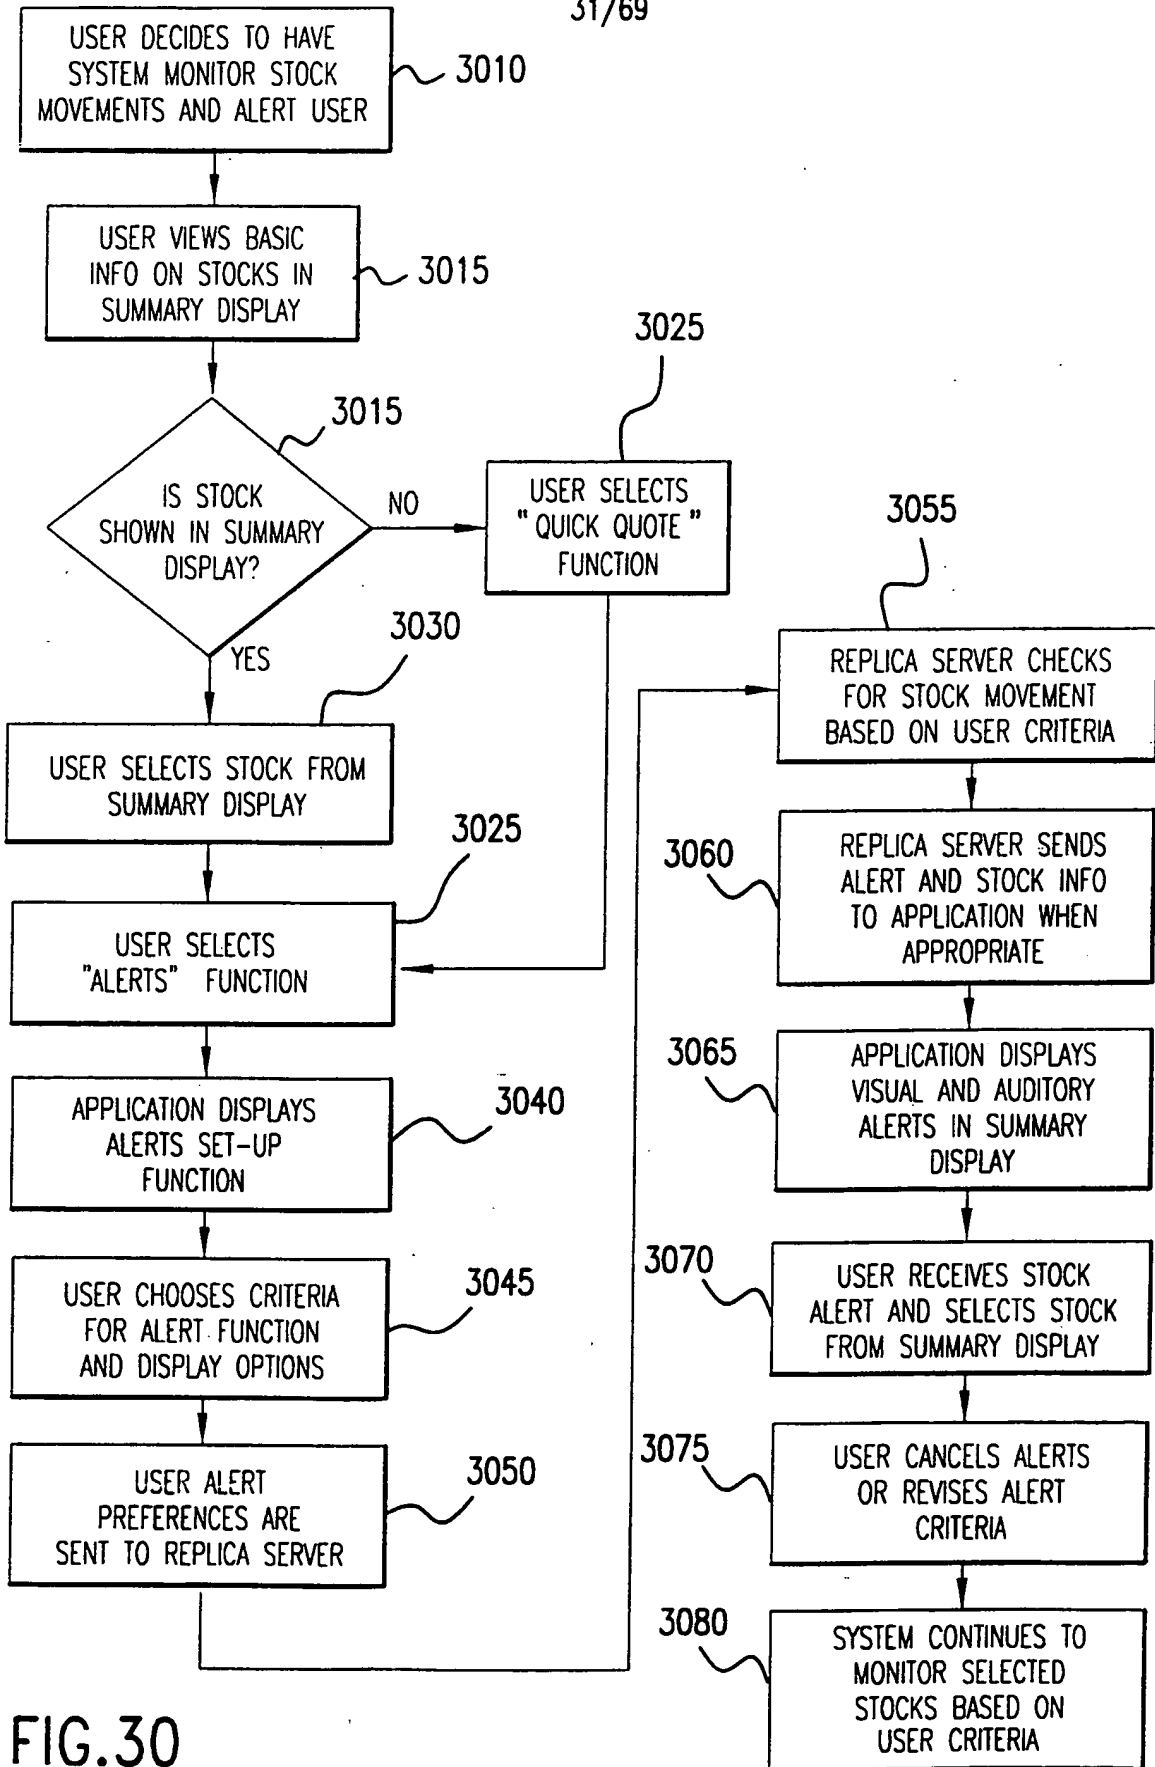 31/69
USER DECIDES TO HAVE
SYSTEM MONITOR STOCK
MOVEMENTS AND ALERT USER
3010
USER VIEWS BASIC
INFO ON STOCKS IN
SUMMARY DISPLAY
3015
3015
IS STOCK
SHOWN IN SUMMARY
DISPLAY?
NO
YES
3025
USER SELECTS
"QUICK QUOTE"
FUNCTION
3030
USER SELECTS STOCK FROM
SUMMARY DISPLAY
3025
USER SELECTS
"ALERTS" FUNCTION
APPLICATION DISPLAYS
ALERTS SET-UP
FUNCTION
3040
USER CHOOSES CRITERIA
FOR ALERT FUNCTION
AND DISPLAY OPTIONS
3045
USER ALERT
PREFERENCES ARE
SENT TO REPLICA SERVER
3050
3055
REPLICA SERVER CHECKS
FOR STOCK MOVEMENT
BASED ON USER CRITERIA
3060
REPLICA SERVER SENDS
ALERT AND STOCK INFO
TO APPLICATION WHEN
APPROPRIATE
3065
APPLICATION DISPLAYS
VISUAL AND AUDITORY
ALERTS IN SUMMARY
DISPLAY
3070
USER RECEIVES STOCK
ALERT AND SELECTS STOCK
FROM SUMMARY DISPLAY
3075
USER CANCELS ALERTS
OR REVISES ALERT
CRITERIA
3080
SYSTEM CONTINUES TO
MONITOR SELECTED
STOCKS BASED ON
USER CRITERIA
FIG.30